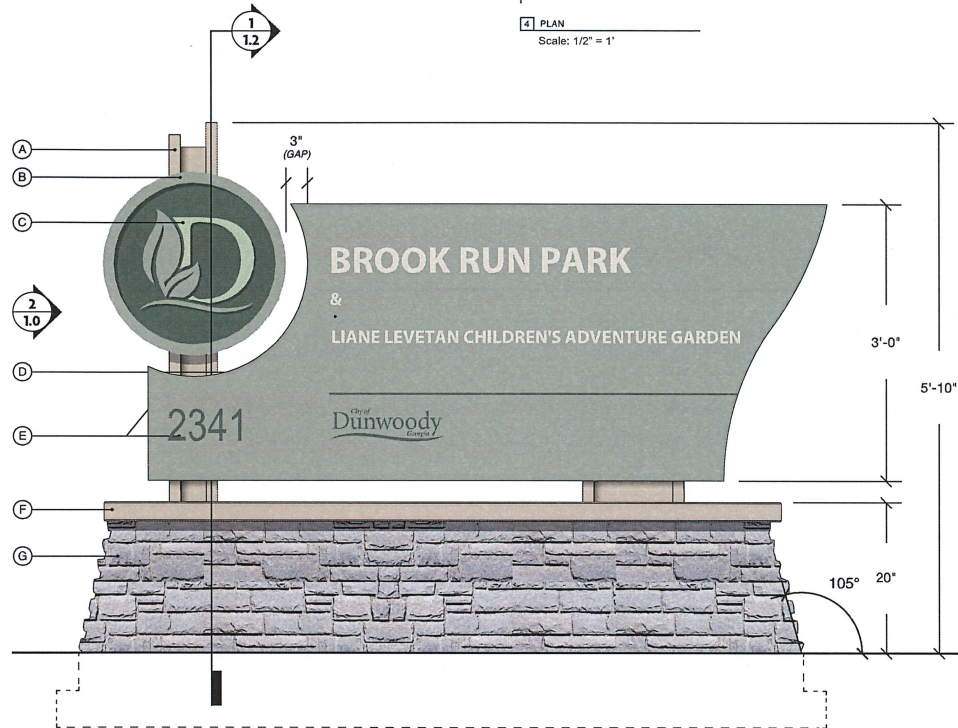 4 PLAN
Scale: 1/2" = 1'
1
1.2
3"
(GAP)
A
B
C
D
2
1.0
BROOK RUN PARK
&
LIANE LEVETAN CHILDREN'S ADVENTURE GARDEN
3'-0"
5'-10"
D
E
2341
City of
Dunwoody
Georgia
F
G
105°
20"